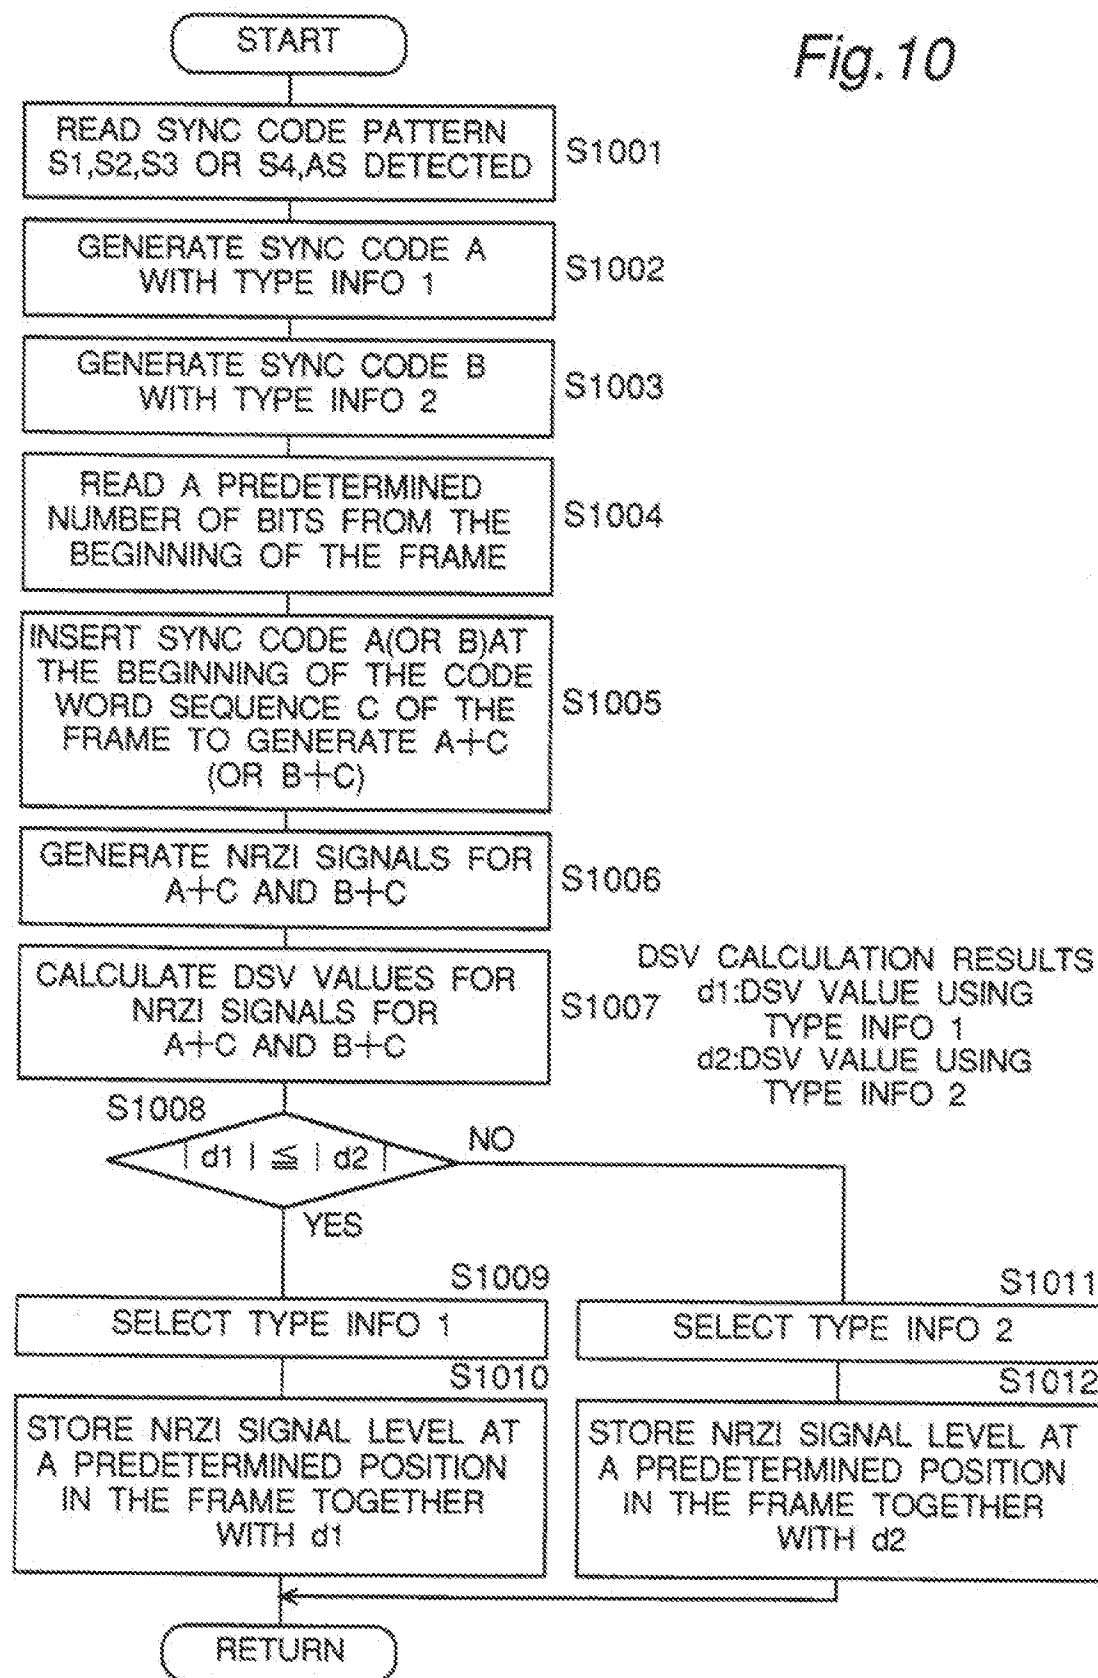 START
Fig.10
READ SYNC CODE PATTERN
S1,S2,S3 OR S4,AS DETECTED
S1001
GENERATE SYNC CODE A
WITH TYPE INFO 1
S1002
GENERATE SYNC CODE B
WITH TYPE INFO 2
S1003
READ A PREDETERMINED
NUMBER OF BITS FROM THE
BEGINNING OF THE FRAME
S1004
INSERT SYNC CODE A(OR B)AT
THE BEGINNING OF THE CODE
WORD SEQUENCE C OF THE
FRAME TO GENERATE A+C
(OR B+C)
S1005
GENERATE NRZI SIGNALS FOR
A+C AND B+C
S1006
CALCULATE DSV VALUES FOR
NRZI SIGNALS FOR
A+C AND B+C
S1007
DSV CALCULATION RESULTS
d1:DSV VALUE USING
TYPE INFO 1
d2:DSV VALUE USING
TYPE INFO 2
S1008
| d1 | ≦ | d2 |
NO
YES
S1009
SELECT TYPE INFO 1
S1011
SELECT TYPE INFO 2
S1010
STORE NRZI SIGNAL LEVEL AT
A PREDETERMINED POSITION
IN THE FRAME TOGETHER
WITH d1
S1012
STORE NRZI SIGNAL LEVEL AT
A PREDETERMINED POSITION
IN THE FRAME TOGETHER
WITH d2
RETURN